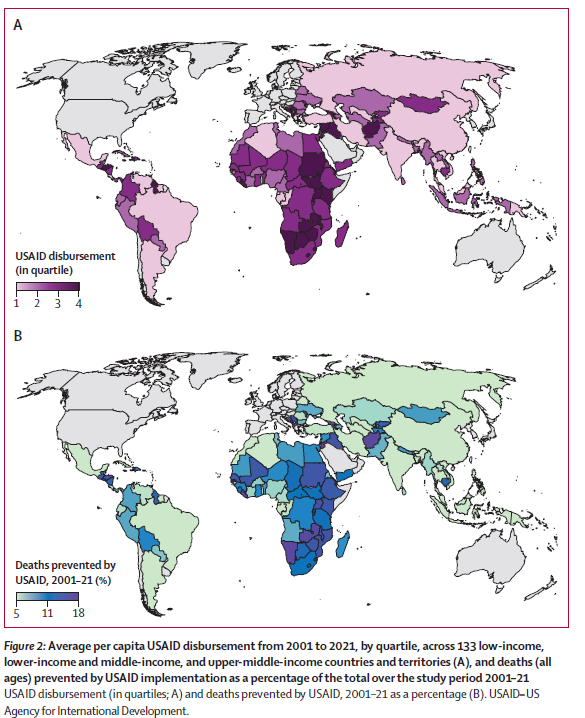 A
USAID disbursement
(in quartile)
1 2 3 4
B
Deaths prevented by
USAID, 2001–21 (%)
5 11 18
Figure 2: Average per capita USAID disbursement from 2001 to 2021, by quartile, across 133 low-income,
lower-income and middle-income, and upper-middle-income countries and territories (A), and deaths (all
ages) prevented by USAID implementation as a percentage of the total over the study period 2001–21
USAID disbursement (in quartiles; A) and deaths prevented by USAID, 2001–21 as a percentage (B). USAID=US
Agency for International Development.